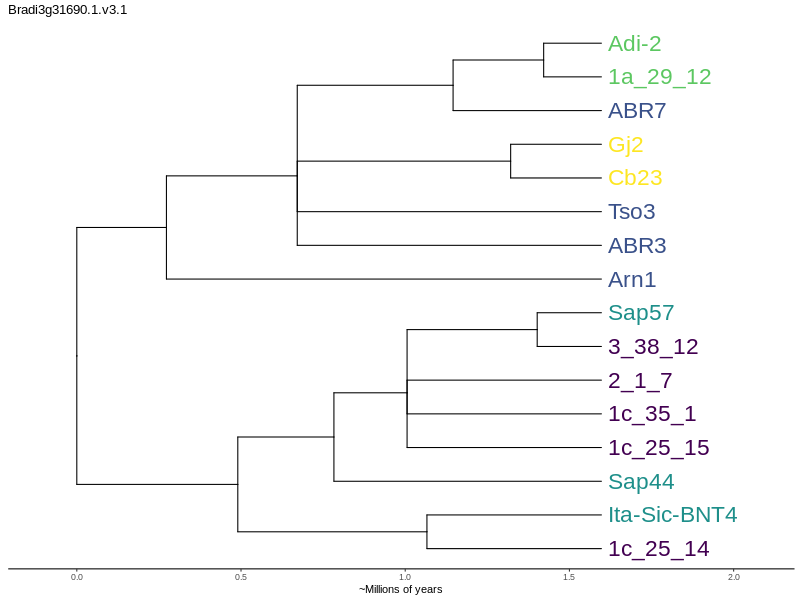 Bradi3g31690.1.v3.1
Adi-2
1a_29_12
ABR7
Gj2
Cb23
Tso3
ABR3
Arn1
Sap57
3_38_12
2_1_7
1c_35_1
1c_25_15
Sap44
Ita-Sic-BNT4
1c_25_14
0.0 0.5 1.0 1.5 2.0
~Millions of years